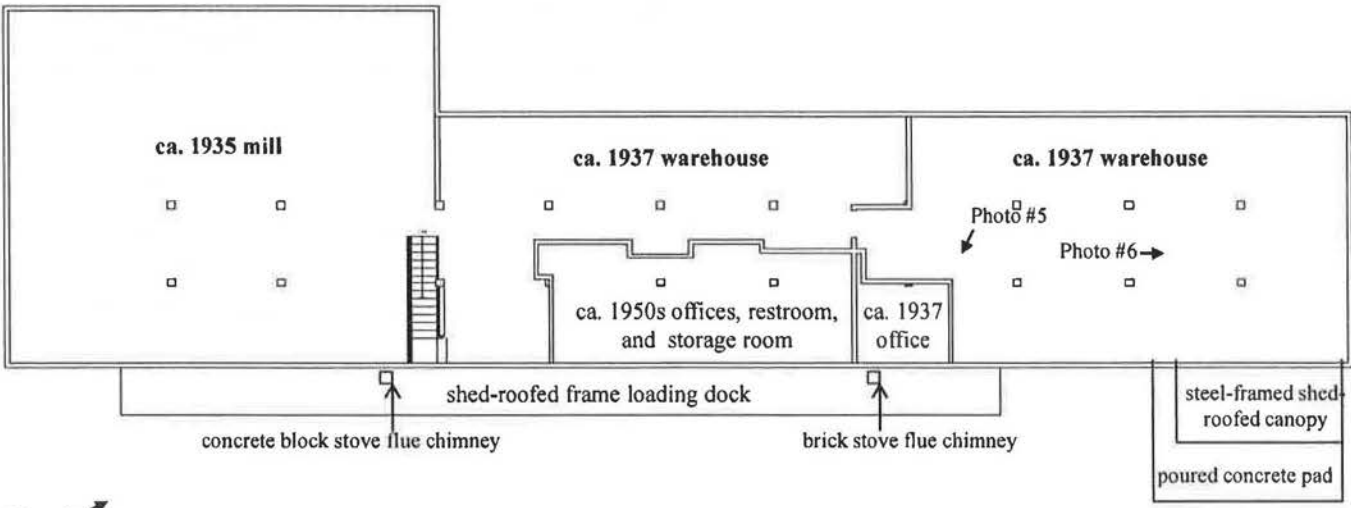 ca. 1935 mill
ca. 1937 warehouse
ca. 1937 warehouse
Photo #5
Photo #6
ca. 1950s offices, restroom,
and storage room
ca. 1937
office
shed-roofed frame loading dock
steel-framed shed-
roofed canopy
concrete block stove flue chimney
brick stove flue chimney
poured concrete pad